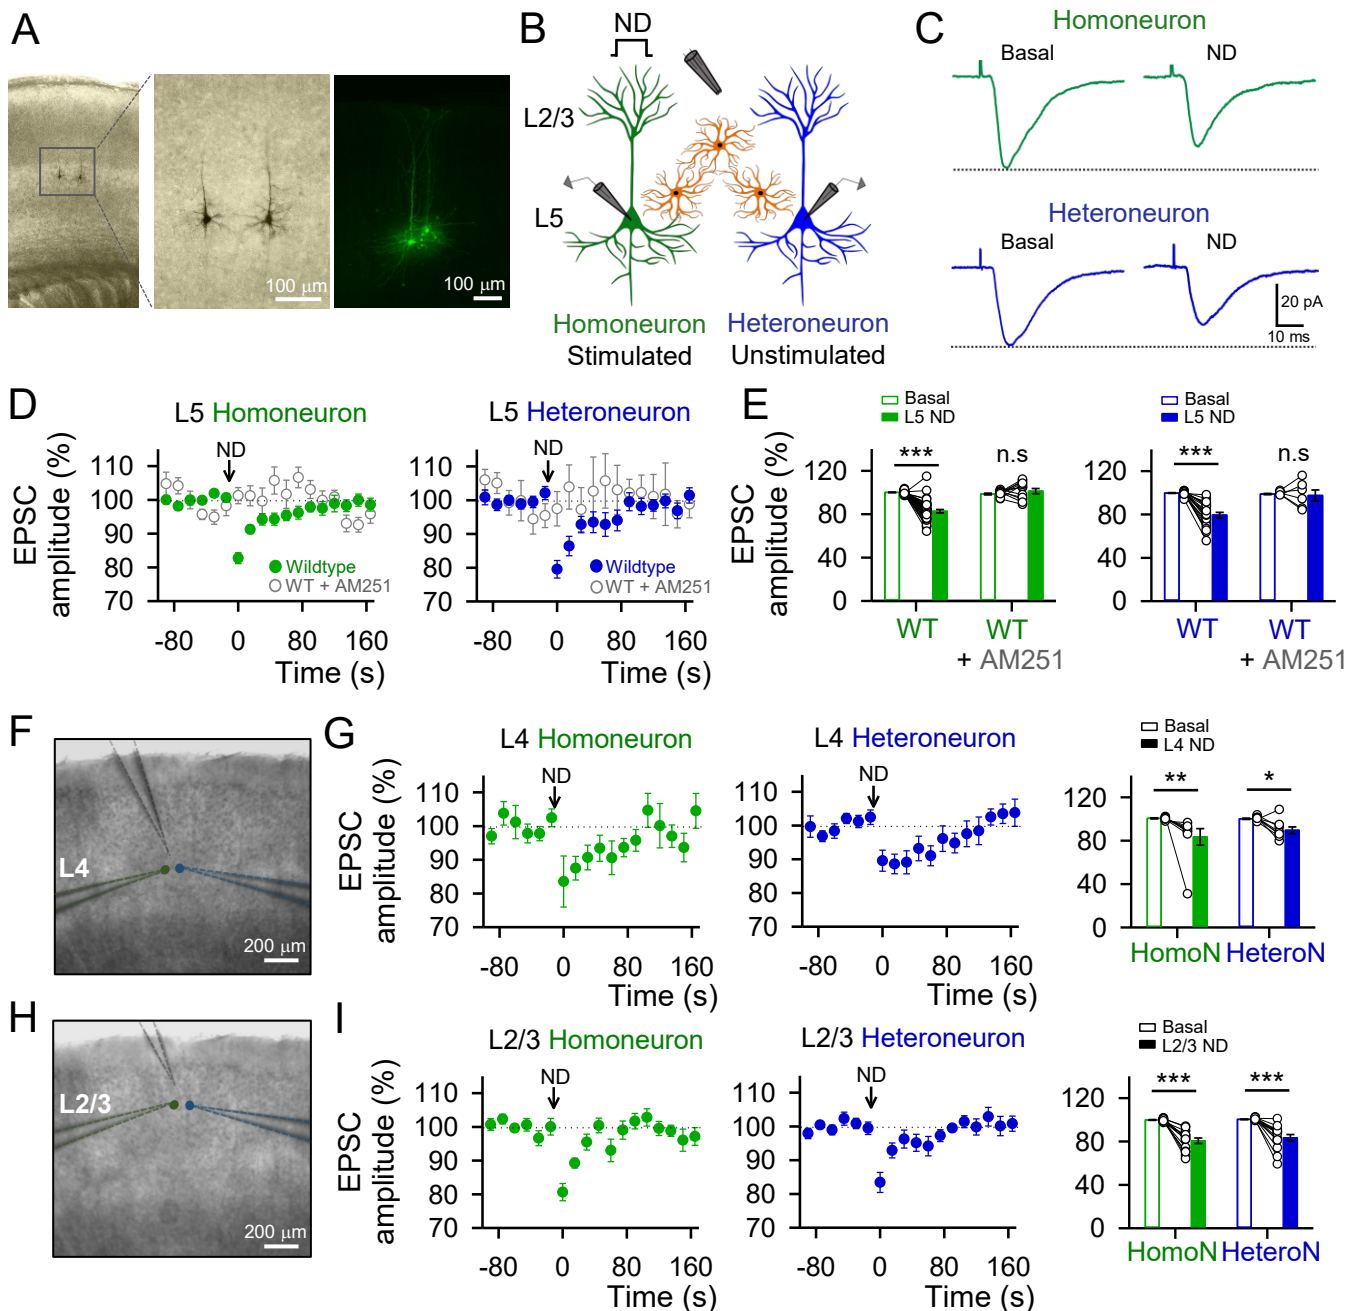 A
100 μm
100 μm
B
ND
L2/3
L5
Homoneuron
Stimulated
Heteroneuron
Unstimulated
C
Homoneuron
Basal
ND
Heteroneuron
Basal
ND
20 pA
10 ms
D
L5 Homoneuron
EPSC
amplitude (%)
110
100
90
80
70
ND
Wildtype
WT + AM251
-80
0
80
160
Time (s)
L5 Heteroneuron
110
100
90
80
70
ND
Wildtype
WT + AM251
-80
0
80
160
Time (s)
E
EPSC
amplitude (%)
Basal
L5 ND
120
80
40
0
***
n.s
WT
WT
+ AM251
Basal
L5 ND
120
80
40
0
***
n.s
WT
WT
+ AM251
F
L4
200 μm
G
L4 Homoneuron
EPSC
amplitude (%)
110
100
90
80
70
ND
-80
0
80
160
Time (s)
L4 Heteroneuron
110
100
90
80
70
ND
-80
0
80
160
Time (s)
Basal
L4 ND
120
80
40
0
**
*
HomoN
HeteroN
H
L2/3
200 μm
I
L2/3 Homoneuron
EPSC
amplitude (%)
110
100
90
80
70
ND
-80
0
80
160
Time (s)
L2/3 Heteroneuron
110
100
90
80
70
ND
-80
0
80
160
Time (s)
Basal
L2/3 ND
120
80
40
0
***
***
HomoN
HeteroN